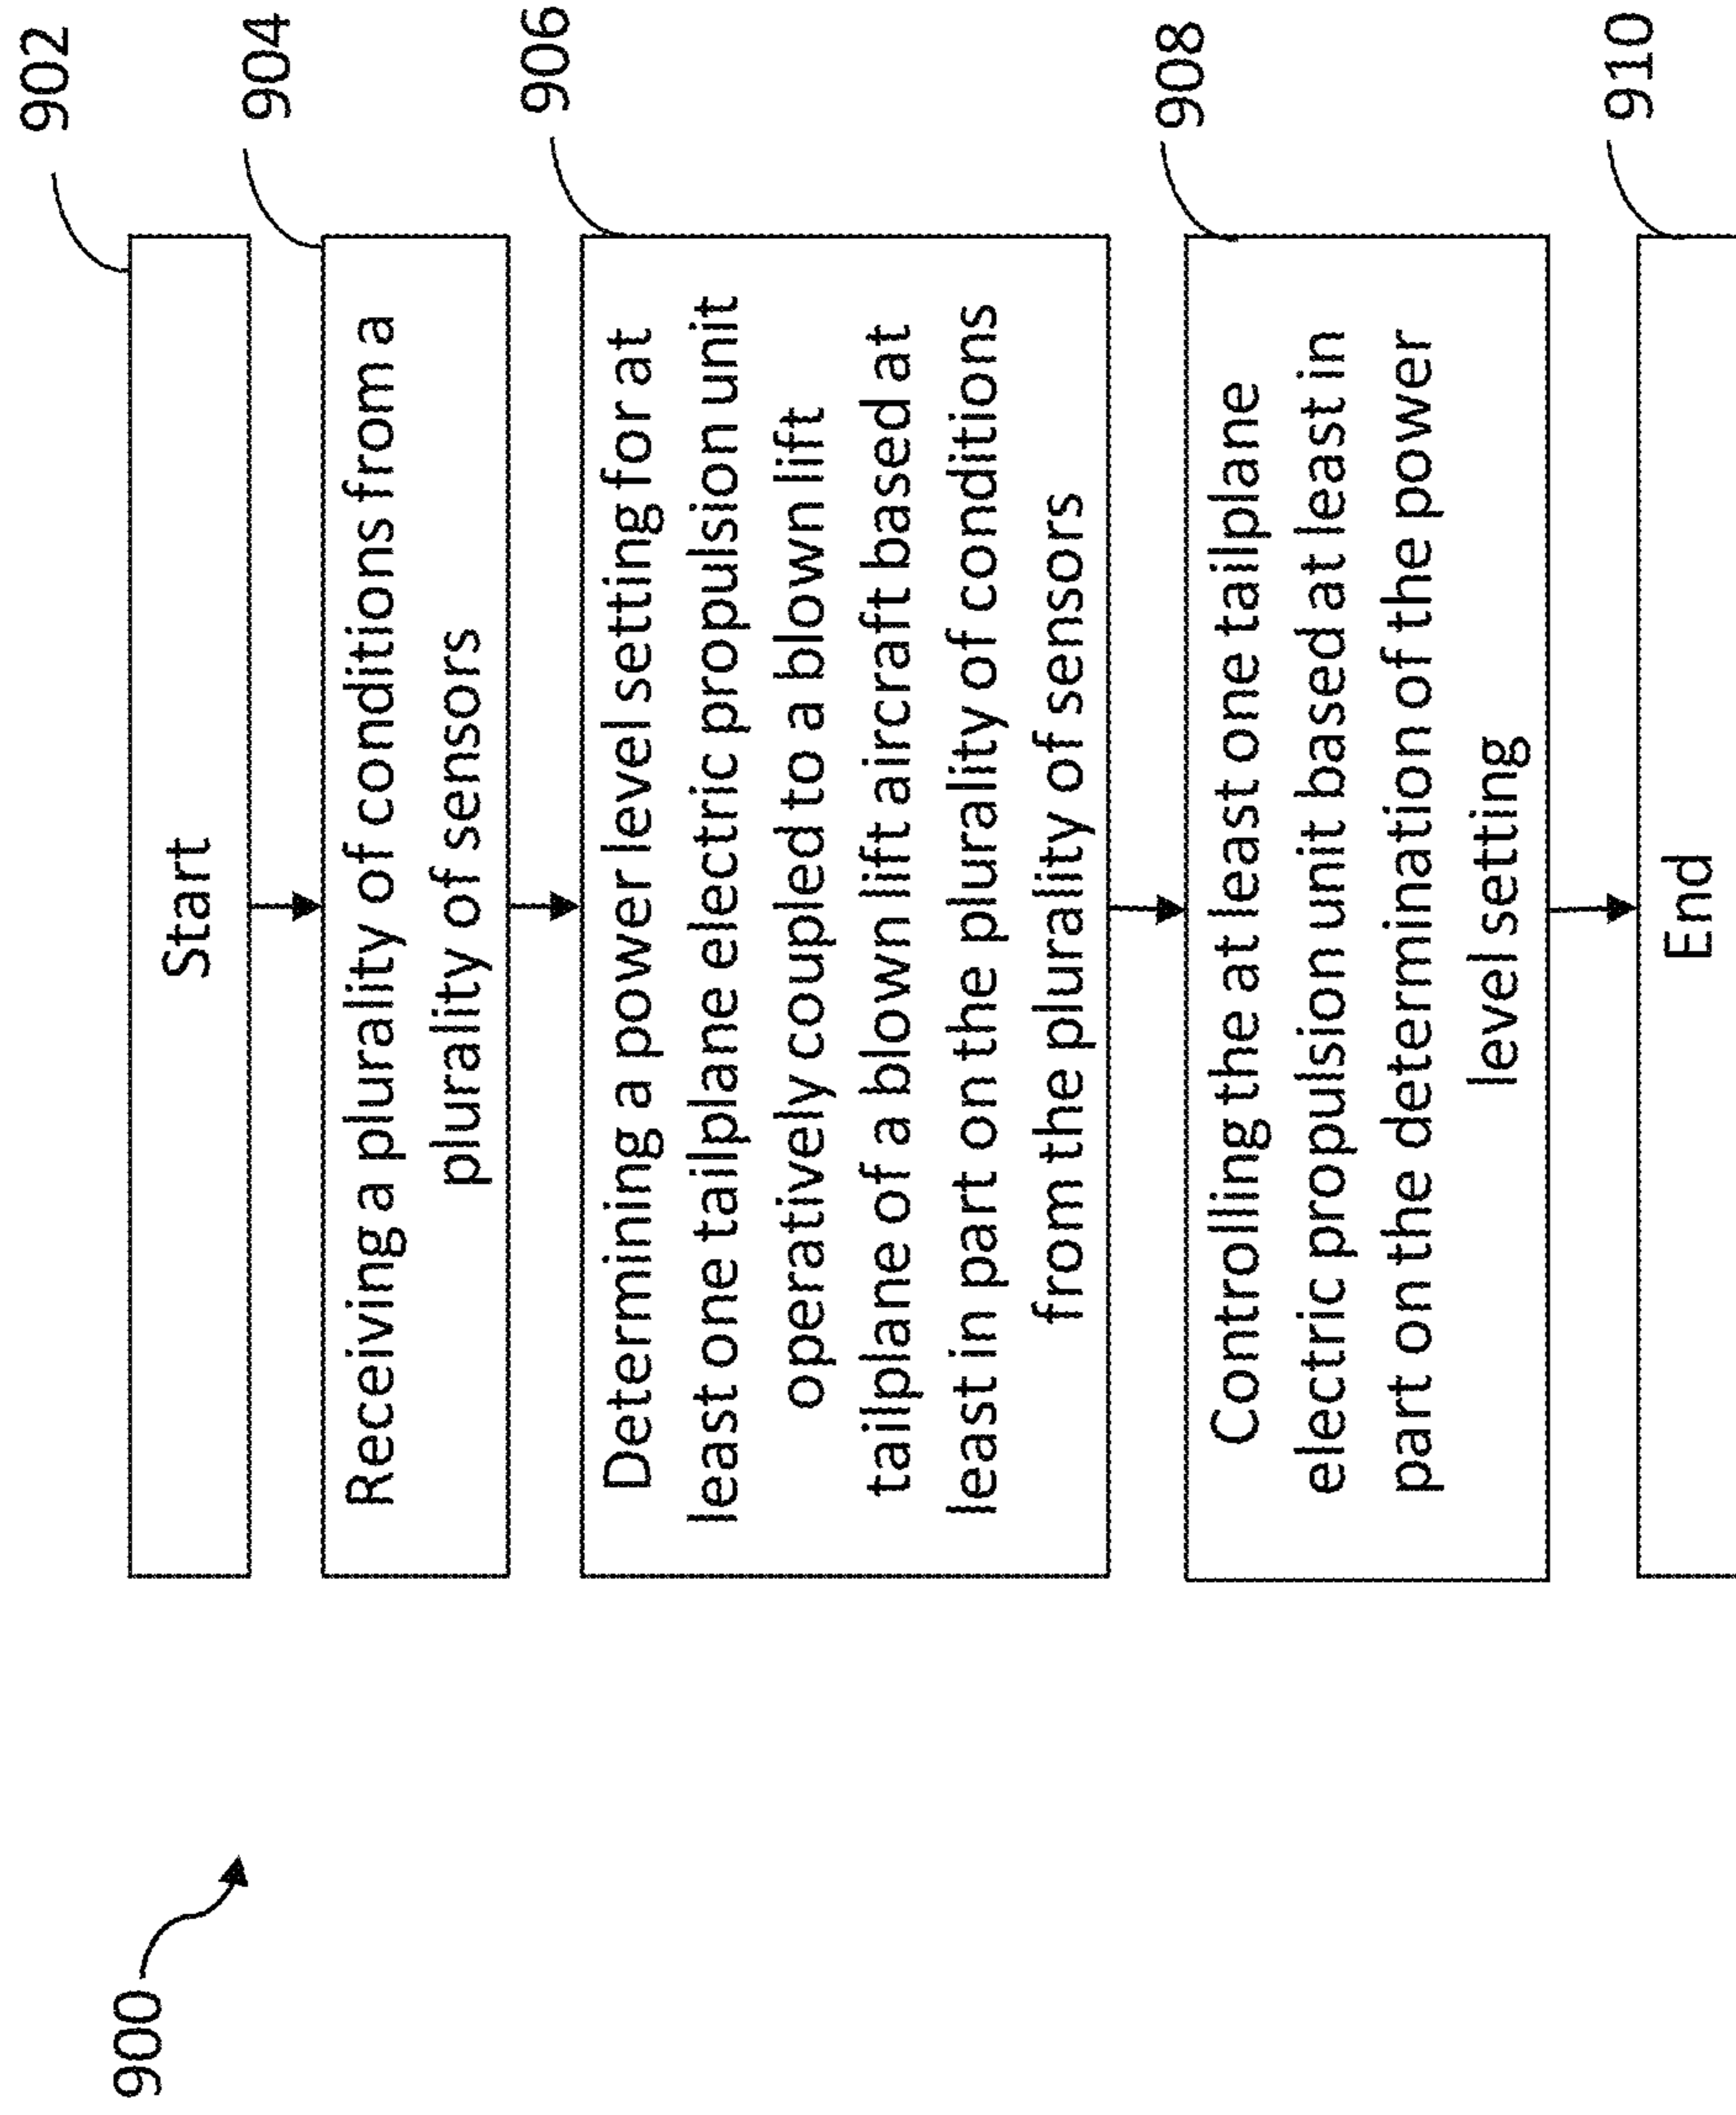 900
902
Start
904
Receiving a plurality of conditions from a
plurality of sensors
906
Determining a power level setting for at
least one tailplane electric propulsion unit
operatively coupled to a blown lift
tailplane of a blown lift aircraft based at
least in part on the plurality of conditions
from the plurality of sensors
908
Controlling the at least one tailplane
electric propulsion unit based at least in
part on the determination of the power
level setting
910
End